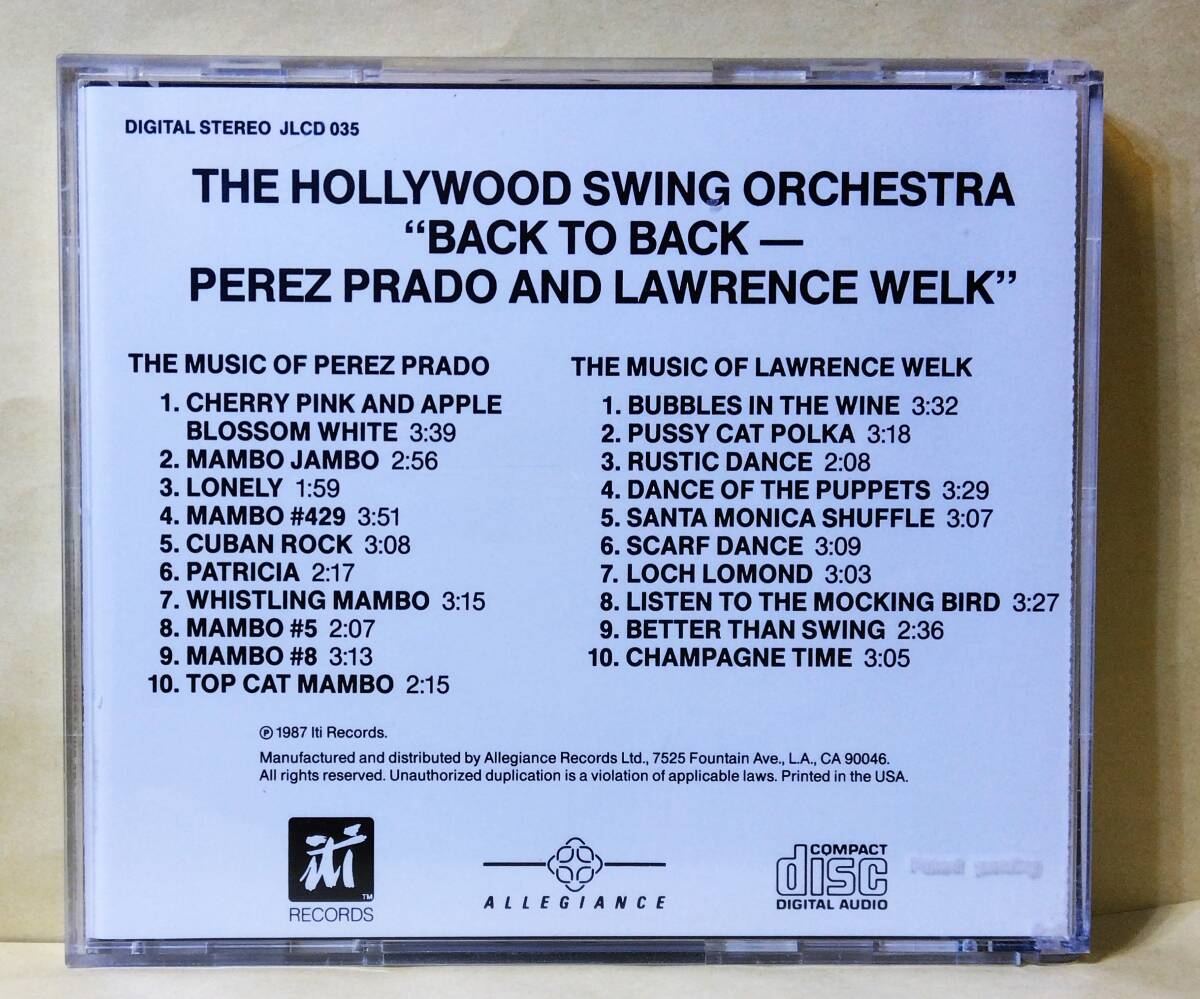 DIGITAL STEREO JLCD 035
THE HOLLYWOOD SWING ORCHESTRA
“BACK TO BACK —
PEREZ PRADO AND LAWRENCE WELK”
THE MUSIC OF PEREZ PRADO
1. CHERRY PINK AND APPLE
BLOSSOM WHITE 3:39
2. MAMBO JAMBO 2:56
3. LONELY 1:59
4. MAMBO #429 3:51
5. CUBAN ROCK 3:08
6. PATRICIA 2:17
7. WHISTLING MAMBO 3:15
8. MAMBO #5 2:07
9. MAMBO #8 3:13
10. TOP CAT MAMBO 2:15
THE MUSIC OF LAWRENCE WELK
1. BUBBLES IN THE WINE 3:32
2. PUSSY CAT POLKA 3:18
3. RUSTIC DANCE 2:08
4. DANCE OF THE PUPPETS 3:29
5. SANTA MONICA SHUFFLE 3:07
6. SCARF DANCE 3:09
7. LOCH LOMOND 3:03
8. LISTEN TO THE MOCKING BIRD 3:27
9. BETTER THAN SWING 2:36
10. CHAMPAGNE TIME 3:05
℗ 1987 Iti Records.
Manufactured and distributed by Allegiance Records Ltd., 7525 Fountain Ave., L.A., CA 90046.
All rights reserved. Unauthorized duplication is a violation of applicable laws. Printed in the USA.
iti TM
RECORDS
ALLEGIANCE
COMPACT
disc
DIGITAL AUDIO